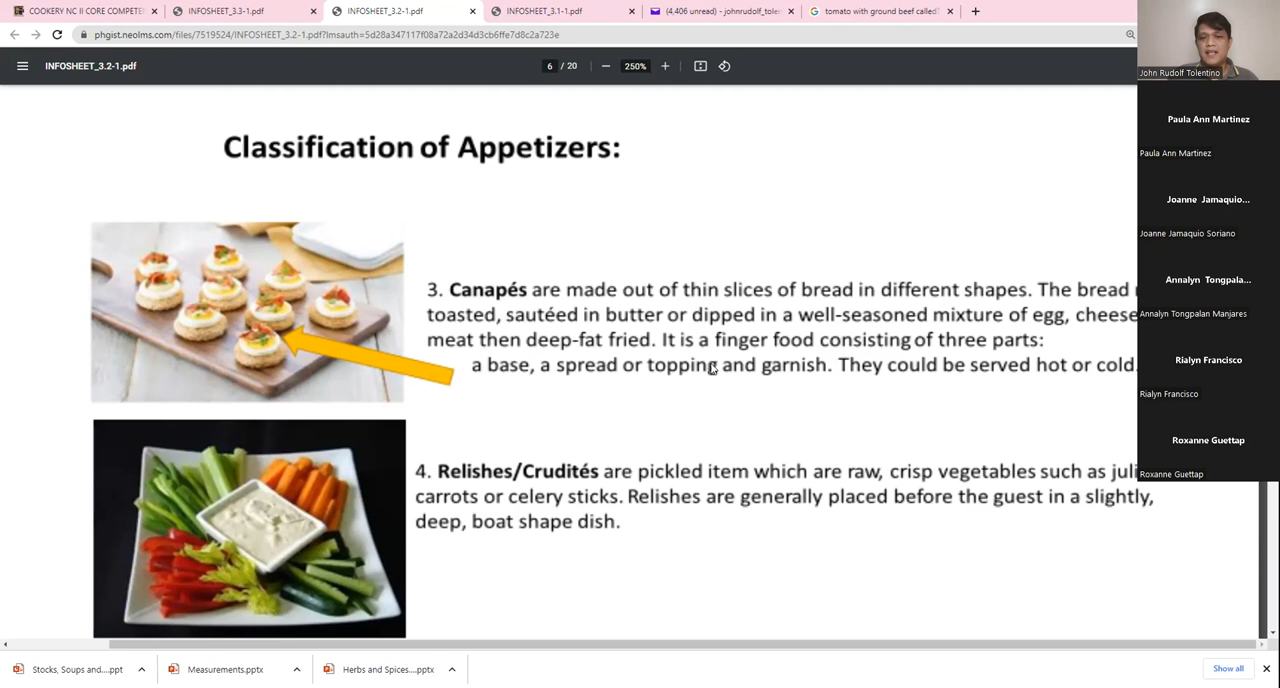 COOKERY NC II CORE COMPETE
INFOSHEET_3.3-1.pdf
INFOSHEET_3.2-1.pdf
INFOSHEET_3.1-1.pdf
(4,406 unread) - johnrudolf_tolen
tomato with ground beef called?
phgist.neolms.com/files/7519524/INFOSHEET_3.2-1.pdf?lmsauth=5d28a347117f08a72a2d34d3cb6ffe7d8c2a723e
INFOSHEET_3.2-1.pdf
6 / 20
250%
John Rudolf Tolentino
Classification of Appetizers:
Paula Ann Martinez
Paula Ann Martinez
Joanne Jamaquio...
Joanne Jamaquio Soriano
Annalyn Tongpala...
Annalyn Tongpalan Manjares
Rialyn Francisco
Rialyn Francisco
Roxanne Guettap
Roxanne Guettap
3. Canapés are made out of thin slices of bread in different shapes. The bread
toasted, sautéed in butter or dipped in a well-seasoned mixture of egg, cheese
meat then deep-fat fried. It is a finger food consisting of three parts:
a base, a spread or topping and garnish. They could be served hot or cold.
4. Relishes/Crudités are pickled item which are raw, crisp vegetables such as juli
carrots or celery sticks. Relishes are generally placed before the guest in a slightly,
deep, boat shape dish.
Stocks, Soups and....ppt
Measurements.pptx
Herbs and Spices....pptx
Show all